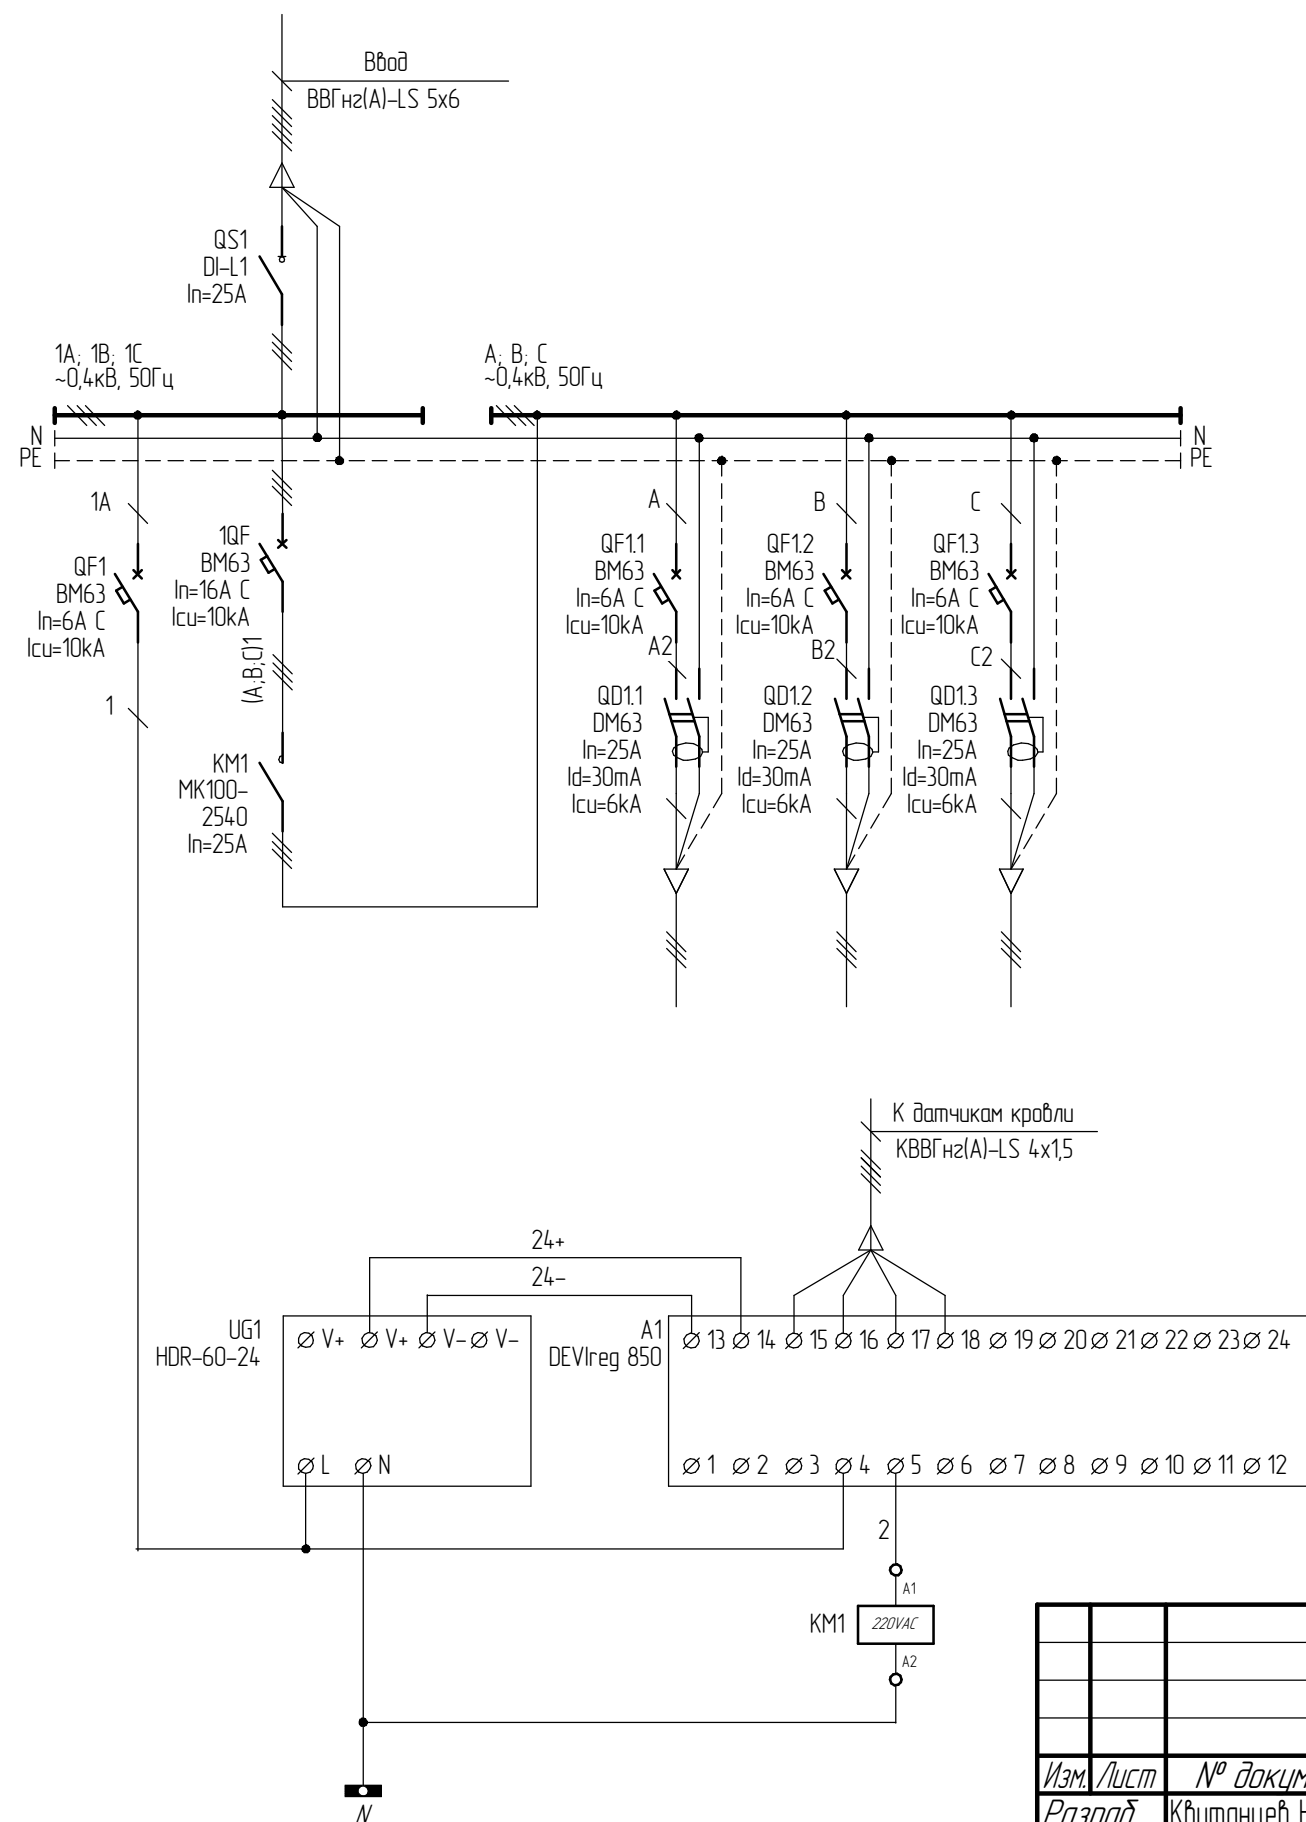 Ввод
ВВГнг(А)-LS 5х6
QS1
DI-L1
In=25A
1A; 1B; 1C
~0,4кВ, 50Гц
A; B; C
~0,4кВ, 50Гц
N
PE
N
PE
1A
QF1
BM63
In=6A C
Icu=10kA
1
1QF
BM63
In=16A C
Icu=10kA
(A;B;C)1
KM1
MK100-
2540
In=25A
A
QF1.1
BM63
In=6A C
Icu=10kA
A2
QD1.1
DM63
In=25A
Id=30mA
Icu=6kA
B
QF1.2
BM63
In=6A C
Icu=10kA
B2
QD1.2
DM63
In=25A
Id=30mA
Icu=6kA
C
QF1.3
BM63
In=6A C
Icu=10kA
C2
QD1.3
DM63
In=25A
Id=30mA
Icu=6kA
К датчикам кровли
КВВГнг(А)-LS 4х1,5
24+
24-
UG1
HDR-60-24
V+ V+ V- V-
L N
A1
DEVIreg 850
13 14 15 16 17 18 19 20 21 22 23 24
1 2 3 4 5 6 7 8 9 10 11 12
2
A1
KM1
220VAC
A2
N
Изм. Лист № докум
Разраб Квитанцев Н